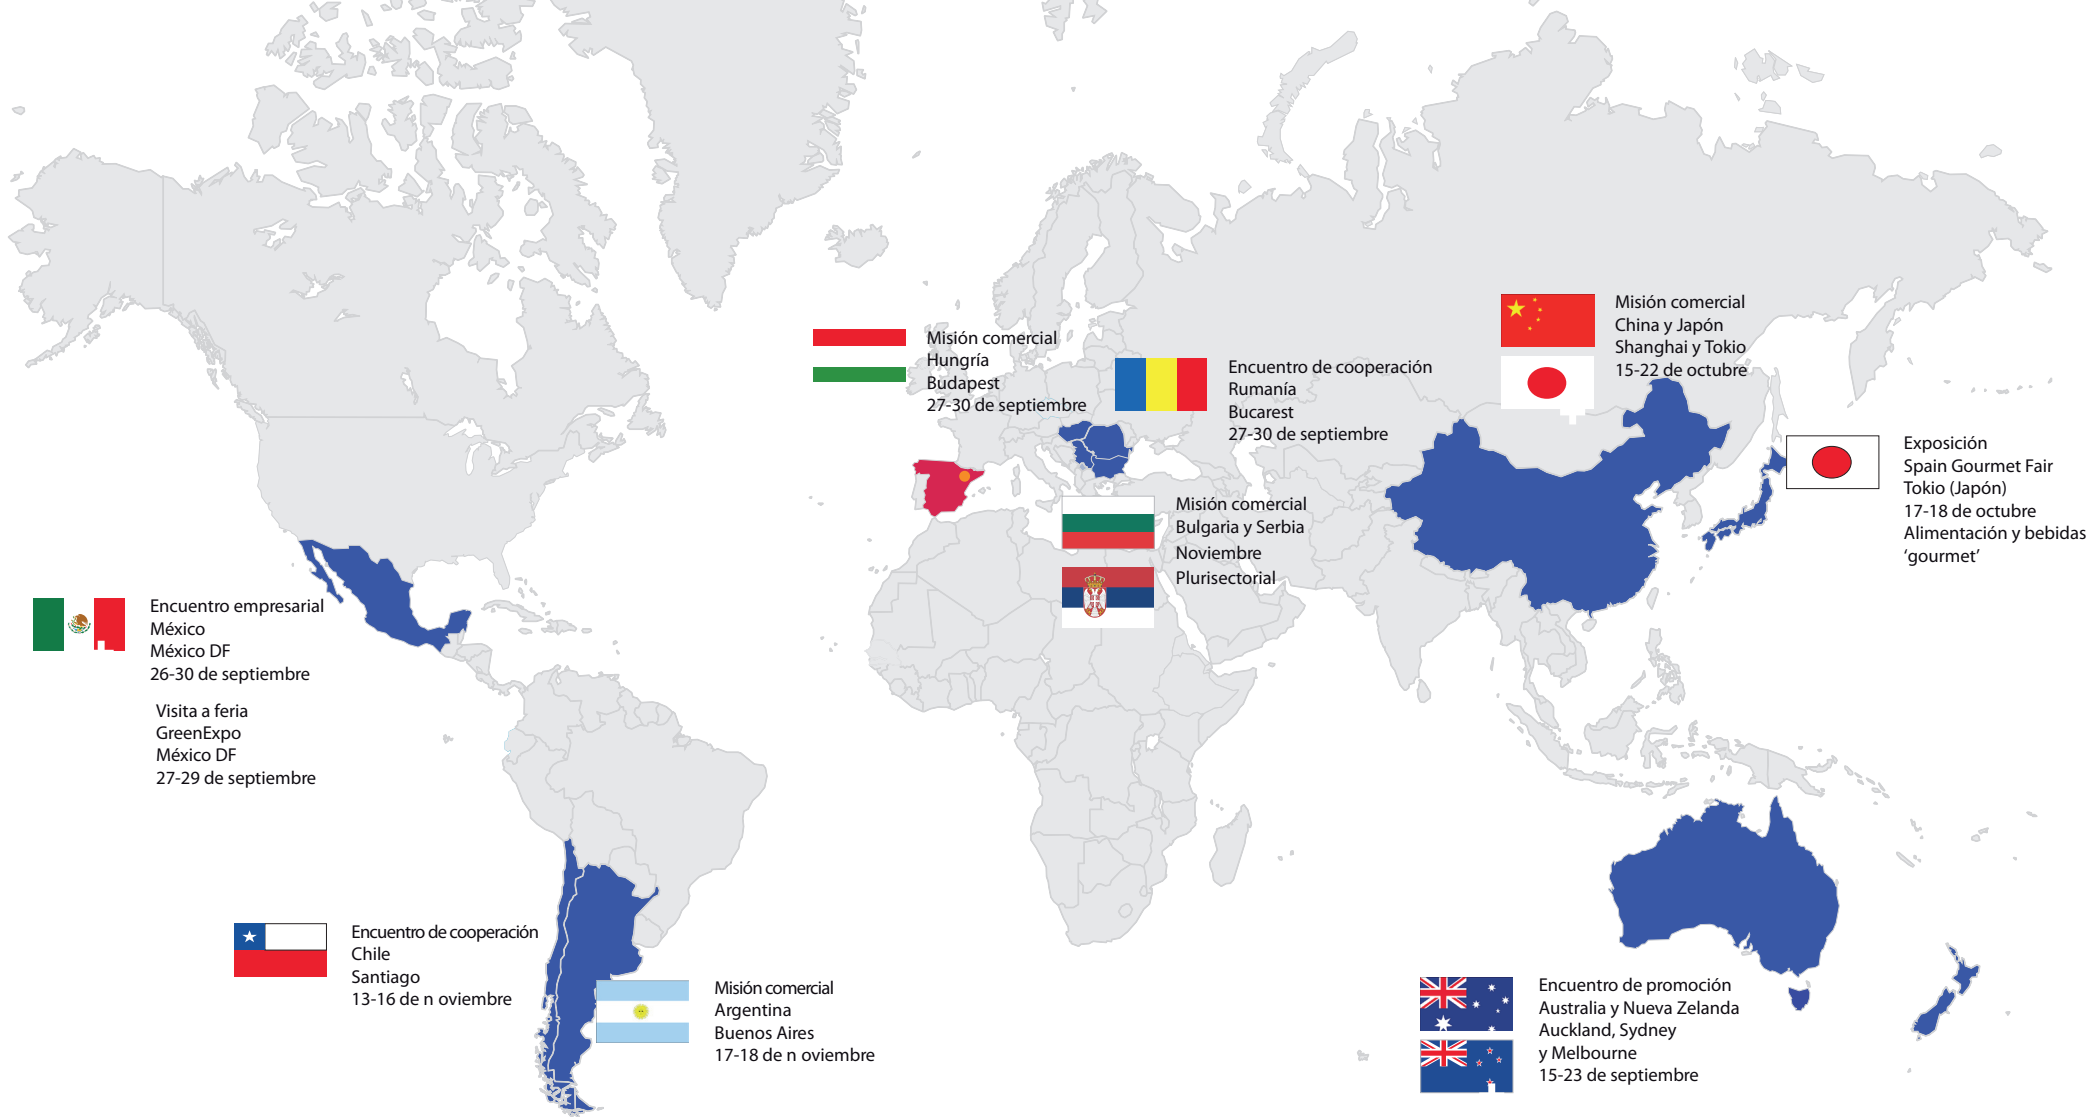 Misión comercial
Hungría
Budapest
27-30 de septiembre
Encuentro de cooperación
Rumanía
Bucarest
27-30 de septiembre
Misión comercial
China y Japón
Shanghai y Tokio
15-22 de octubre
Exposición
Spain Gourmet Fair
Tokio (Japón)
17-18 de octubre
Alimentación y bebidas
‘gourmet’
Misión comercial
Bulgaria y Serbia
Noviembre
Plurisectorial
Encuentro empresarial
México
México DF
26-30 de septiembre
Visita a feria
GreenExpo
México DF
27-29 de septiembre
Encuentro de cooperación
Chile
Santiago
13-16 de n oviembre
Misión comercial
Argentina
Buenos Aires
17-18 de n oviembre
Encuentro de promoción
Australia y Nueva Zelanda
Auckland, Sydney
y Melbourne
15-23 de septiembre